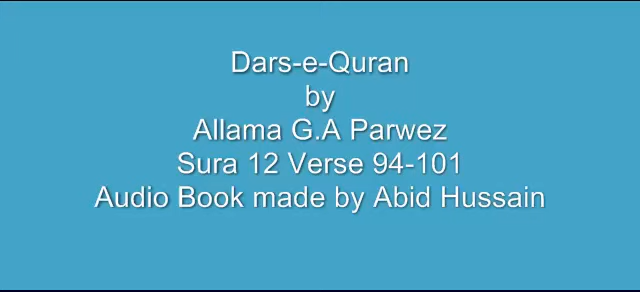 Dars-e-Quran
by
Allama G.A Parwez
Sura 12 Verse 94-101
Audio Book made by Abid Hussain